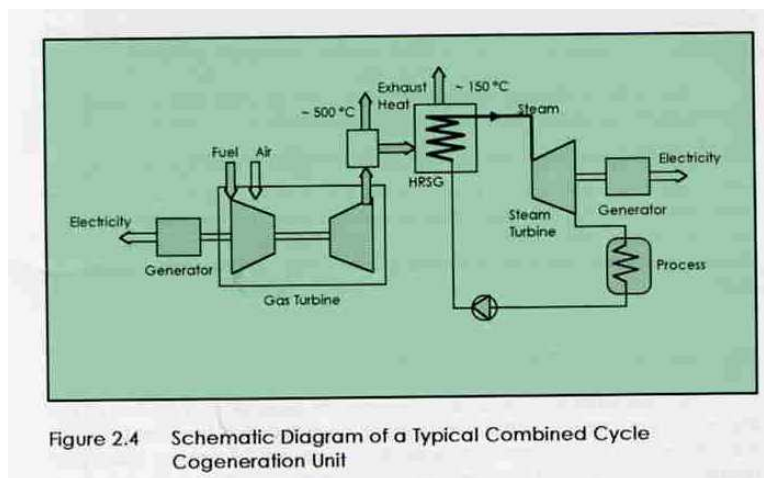 Exhaust
Heat
~ 150 °C
~ 500 °C
Steam
Fuel Air
HRSG
Electricity
Electricity
Steam
Turbine
Generator
Generator
Process
Gas Turbine
Figure 2.4 Schematic Diagram of a Typical Combined Cycle
Cogeneration Unit